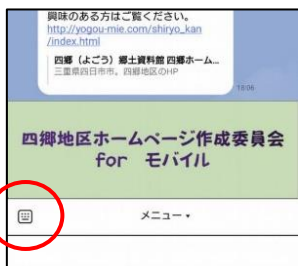 興味のある方はご覧ください。
http://yogou-mie.com/shiryo_kan
/index.html
四郷（よごう）郷土資料館 四郷ホーム...
三重県四日市市。四郷地区のHP
18:06
四郷地区ホームページ作成委員会
for モバイル
メニュー▾